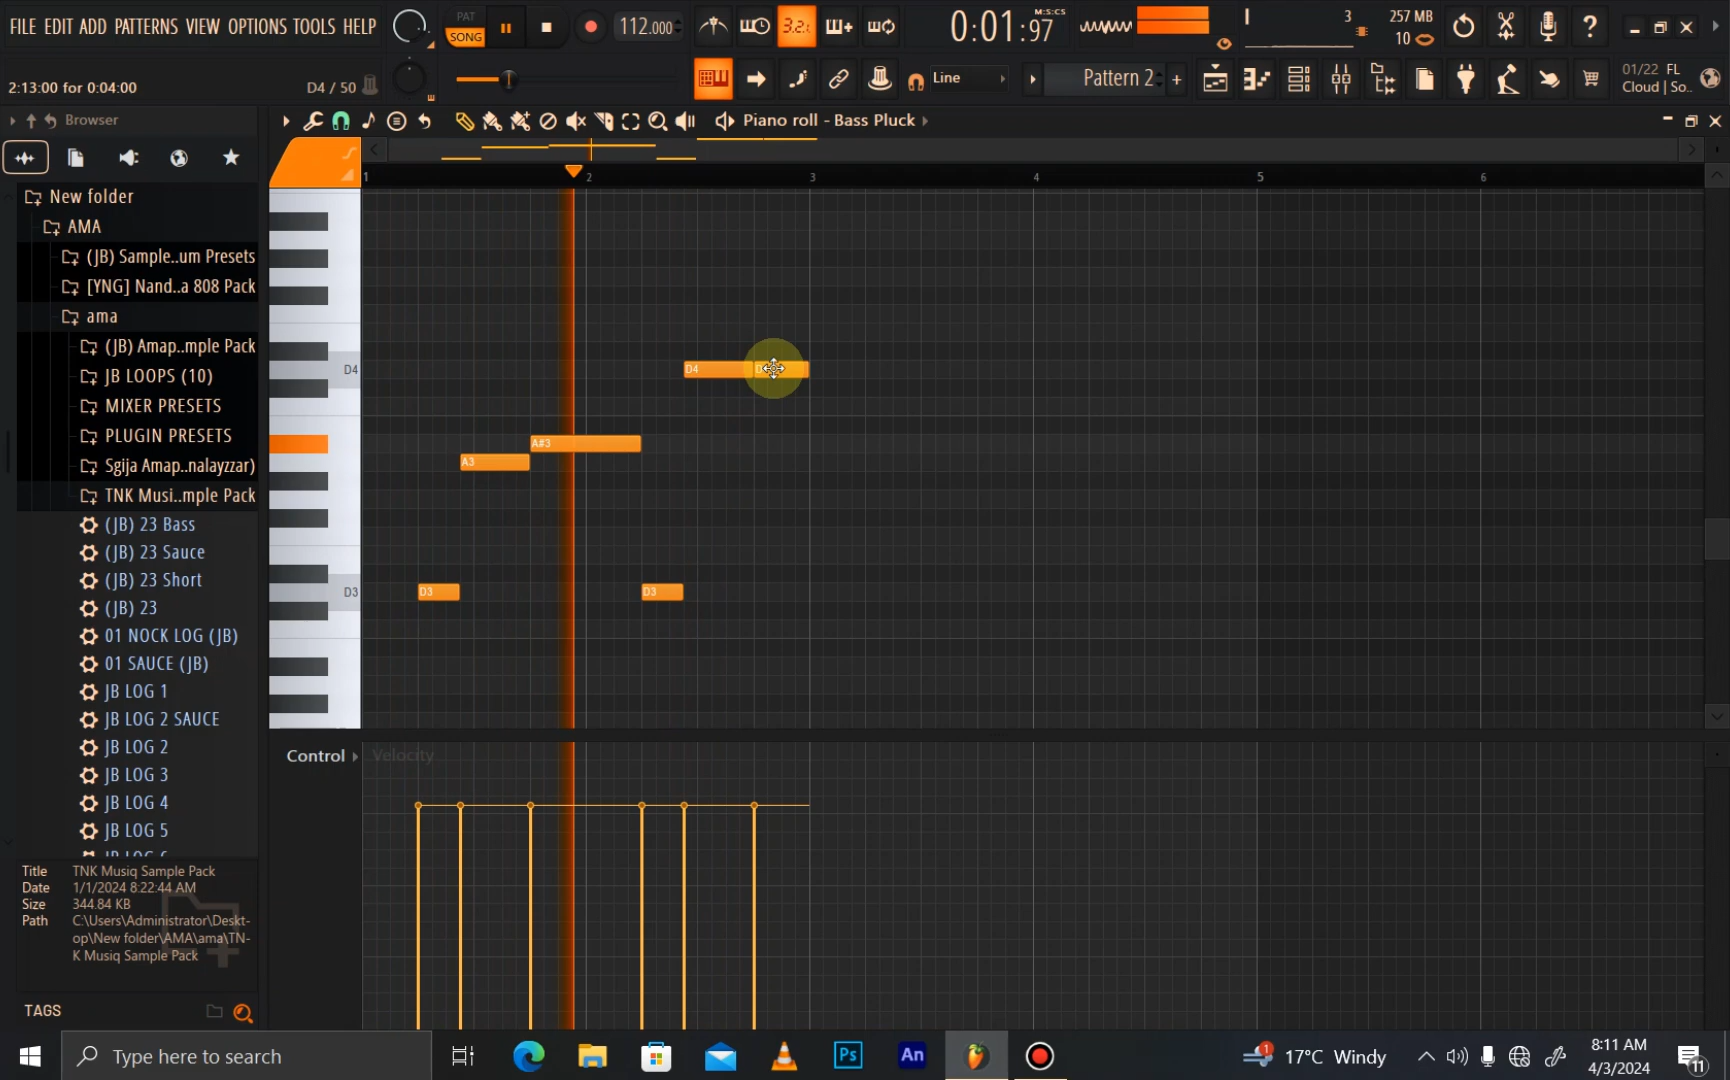 FILE EDIT ADD PATTERNS VIEW OPTIONS TOOLS HELP
PAT
SONG
112.000
3.2.
0:01:97
M:S:CS
1
3
257 MB
10
2:13:00 for 0:04:00
D4 / 50
Line
Pattern 2
01/22 FL
Cloud | So..
Browser
Piano roll - Bass Pluck
New folder
AMA
(JB) Sample..um Presets
[YNG] Nand..a 808 Pack
ama
(JB) Amap..mple Pack
JB LOOPS (10)
MIXER PRESETS
PLUGIN PRESETS
Sgija Amap..nalayzzar)
TNK Musi..mple Pack
(JB) 23 Bass
(JB) 23 Sauce
(JB) 23 Short
(JB) 23
01 NOCK LOG (JB)
01 SAUCE (JB)
JB LOG 1
JB LOG 2 SAUCE
JB LOG 2
JB LOG 3
JB LOG 4
JB LOG 5
Title TNK Musiq Sample Pack
Date 1/1/2024 8:22:44 AM
Size 344.84 KB
Path C:\Users\Administrator\Deskt-
op\New folder\AMA\ama\TN-
K Musiq Sample Pack
TAGS
1 2 3 4 5 6
D4
D4
A#3
A3
D3
D3
D3
Control
Velocity
Type here to search
Ps
An
1
17°C Windy
8:11 AM
4/3/2024
11